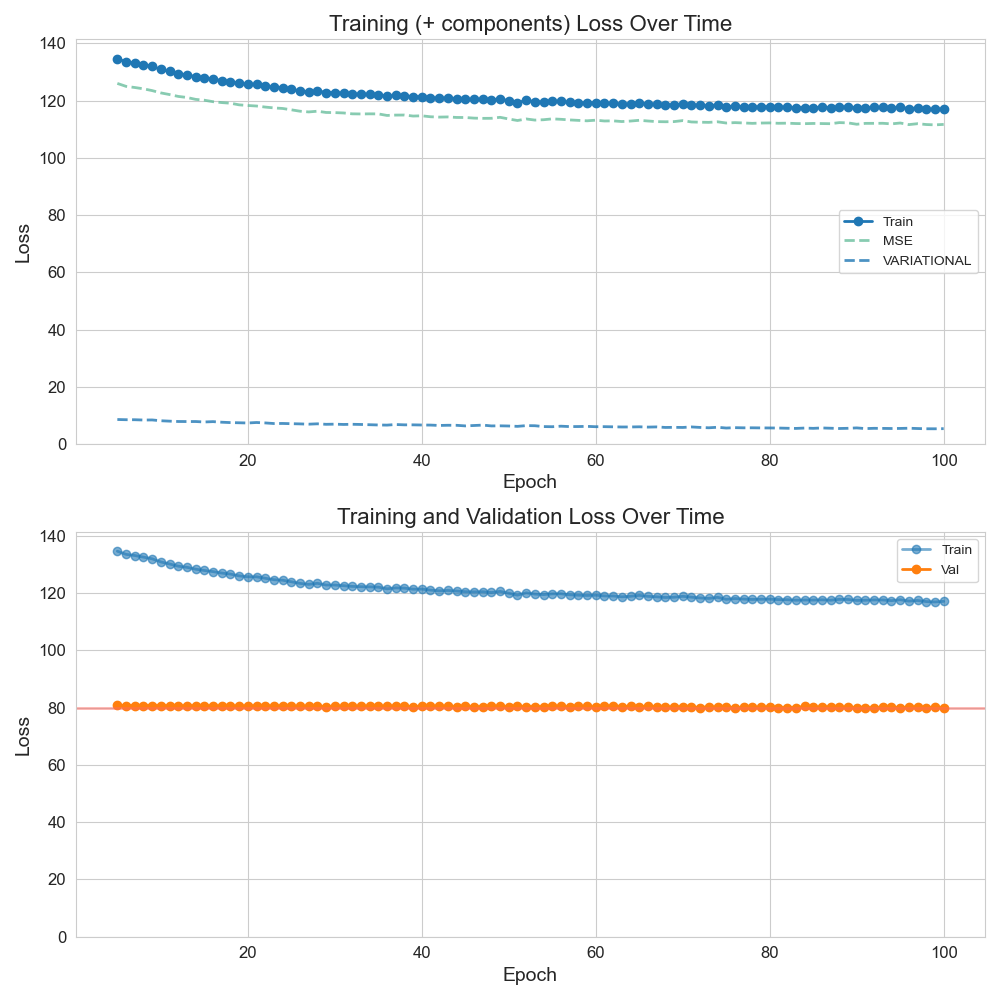 Training (+ components) Loss Over Time
140
120
100
80
60
40
20
0
Loss
Train
MSE
VARIATIONAL
20 40 60 80 100
Epoch
Training and Validation Loss Over Time
140
120
100
80
60
40
20
0
Loss
Train
Val
20 40 60 80 100
Epoch